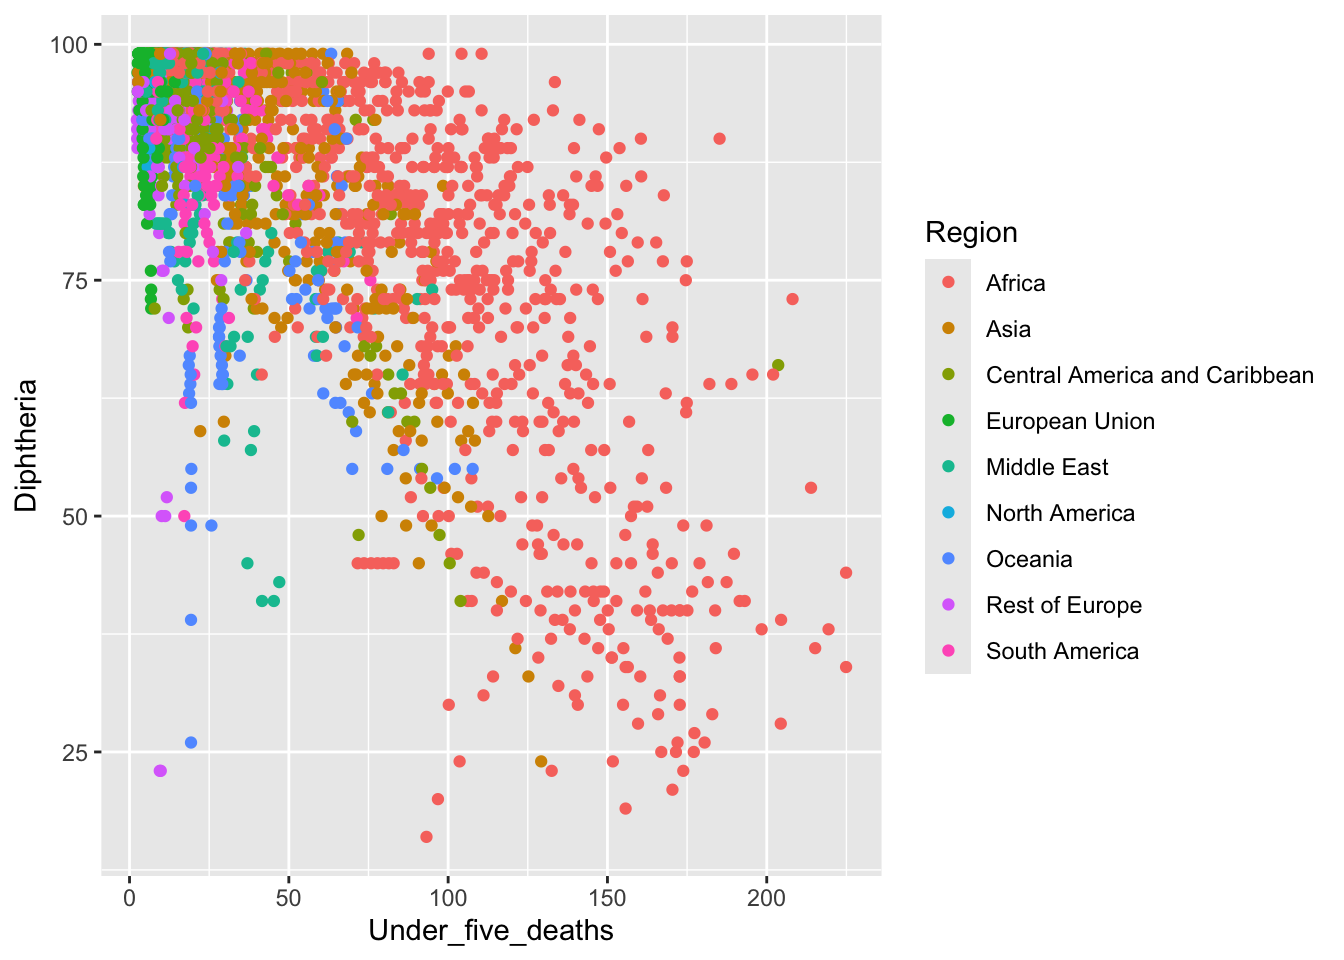 100
75
50
25
Diphtheria
0
50
100
150
200
Under_five_deaths
Region
Africa
Asia
Central America and Caribbean
European Union
Middle East
North America
Oceania
Rest of Europe
South America